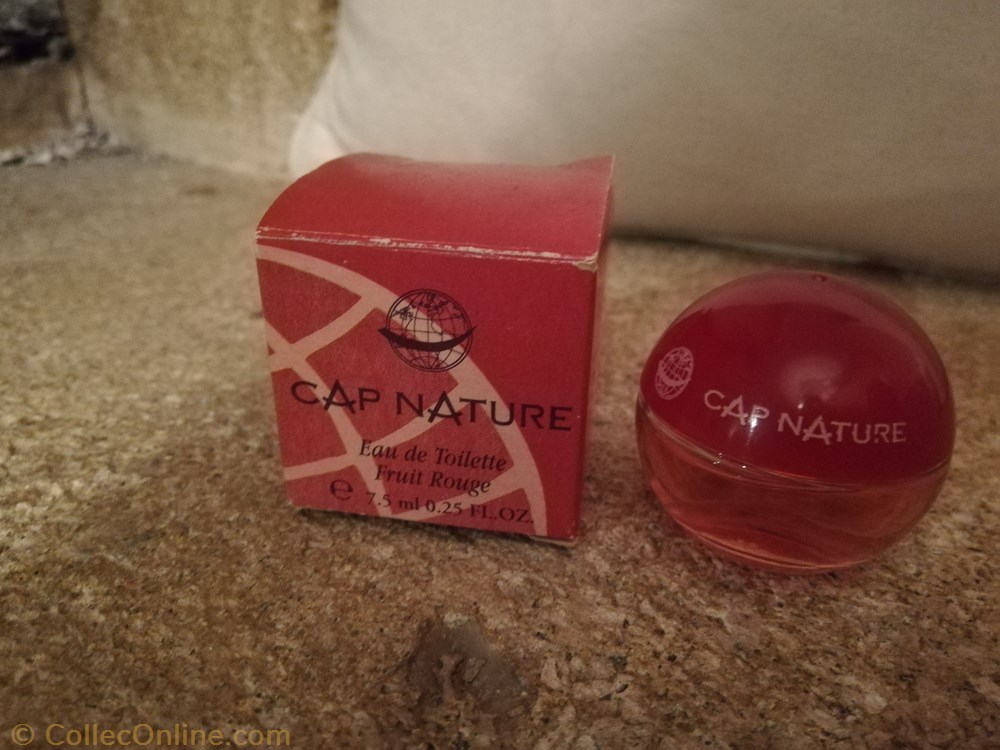 CAP NATURE
Eau de Toilette
Fruit Rouge
e 7.5 ml 0.25 FL.OZ.
CAP NATURE
© CollecOnline.com